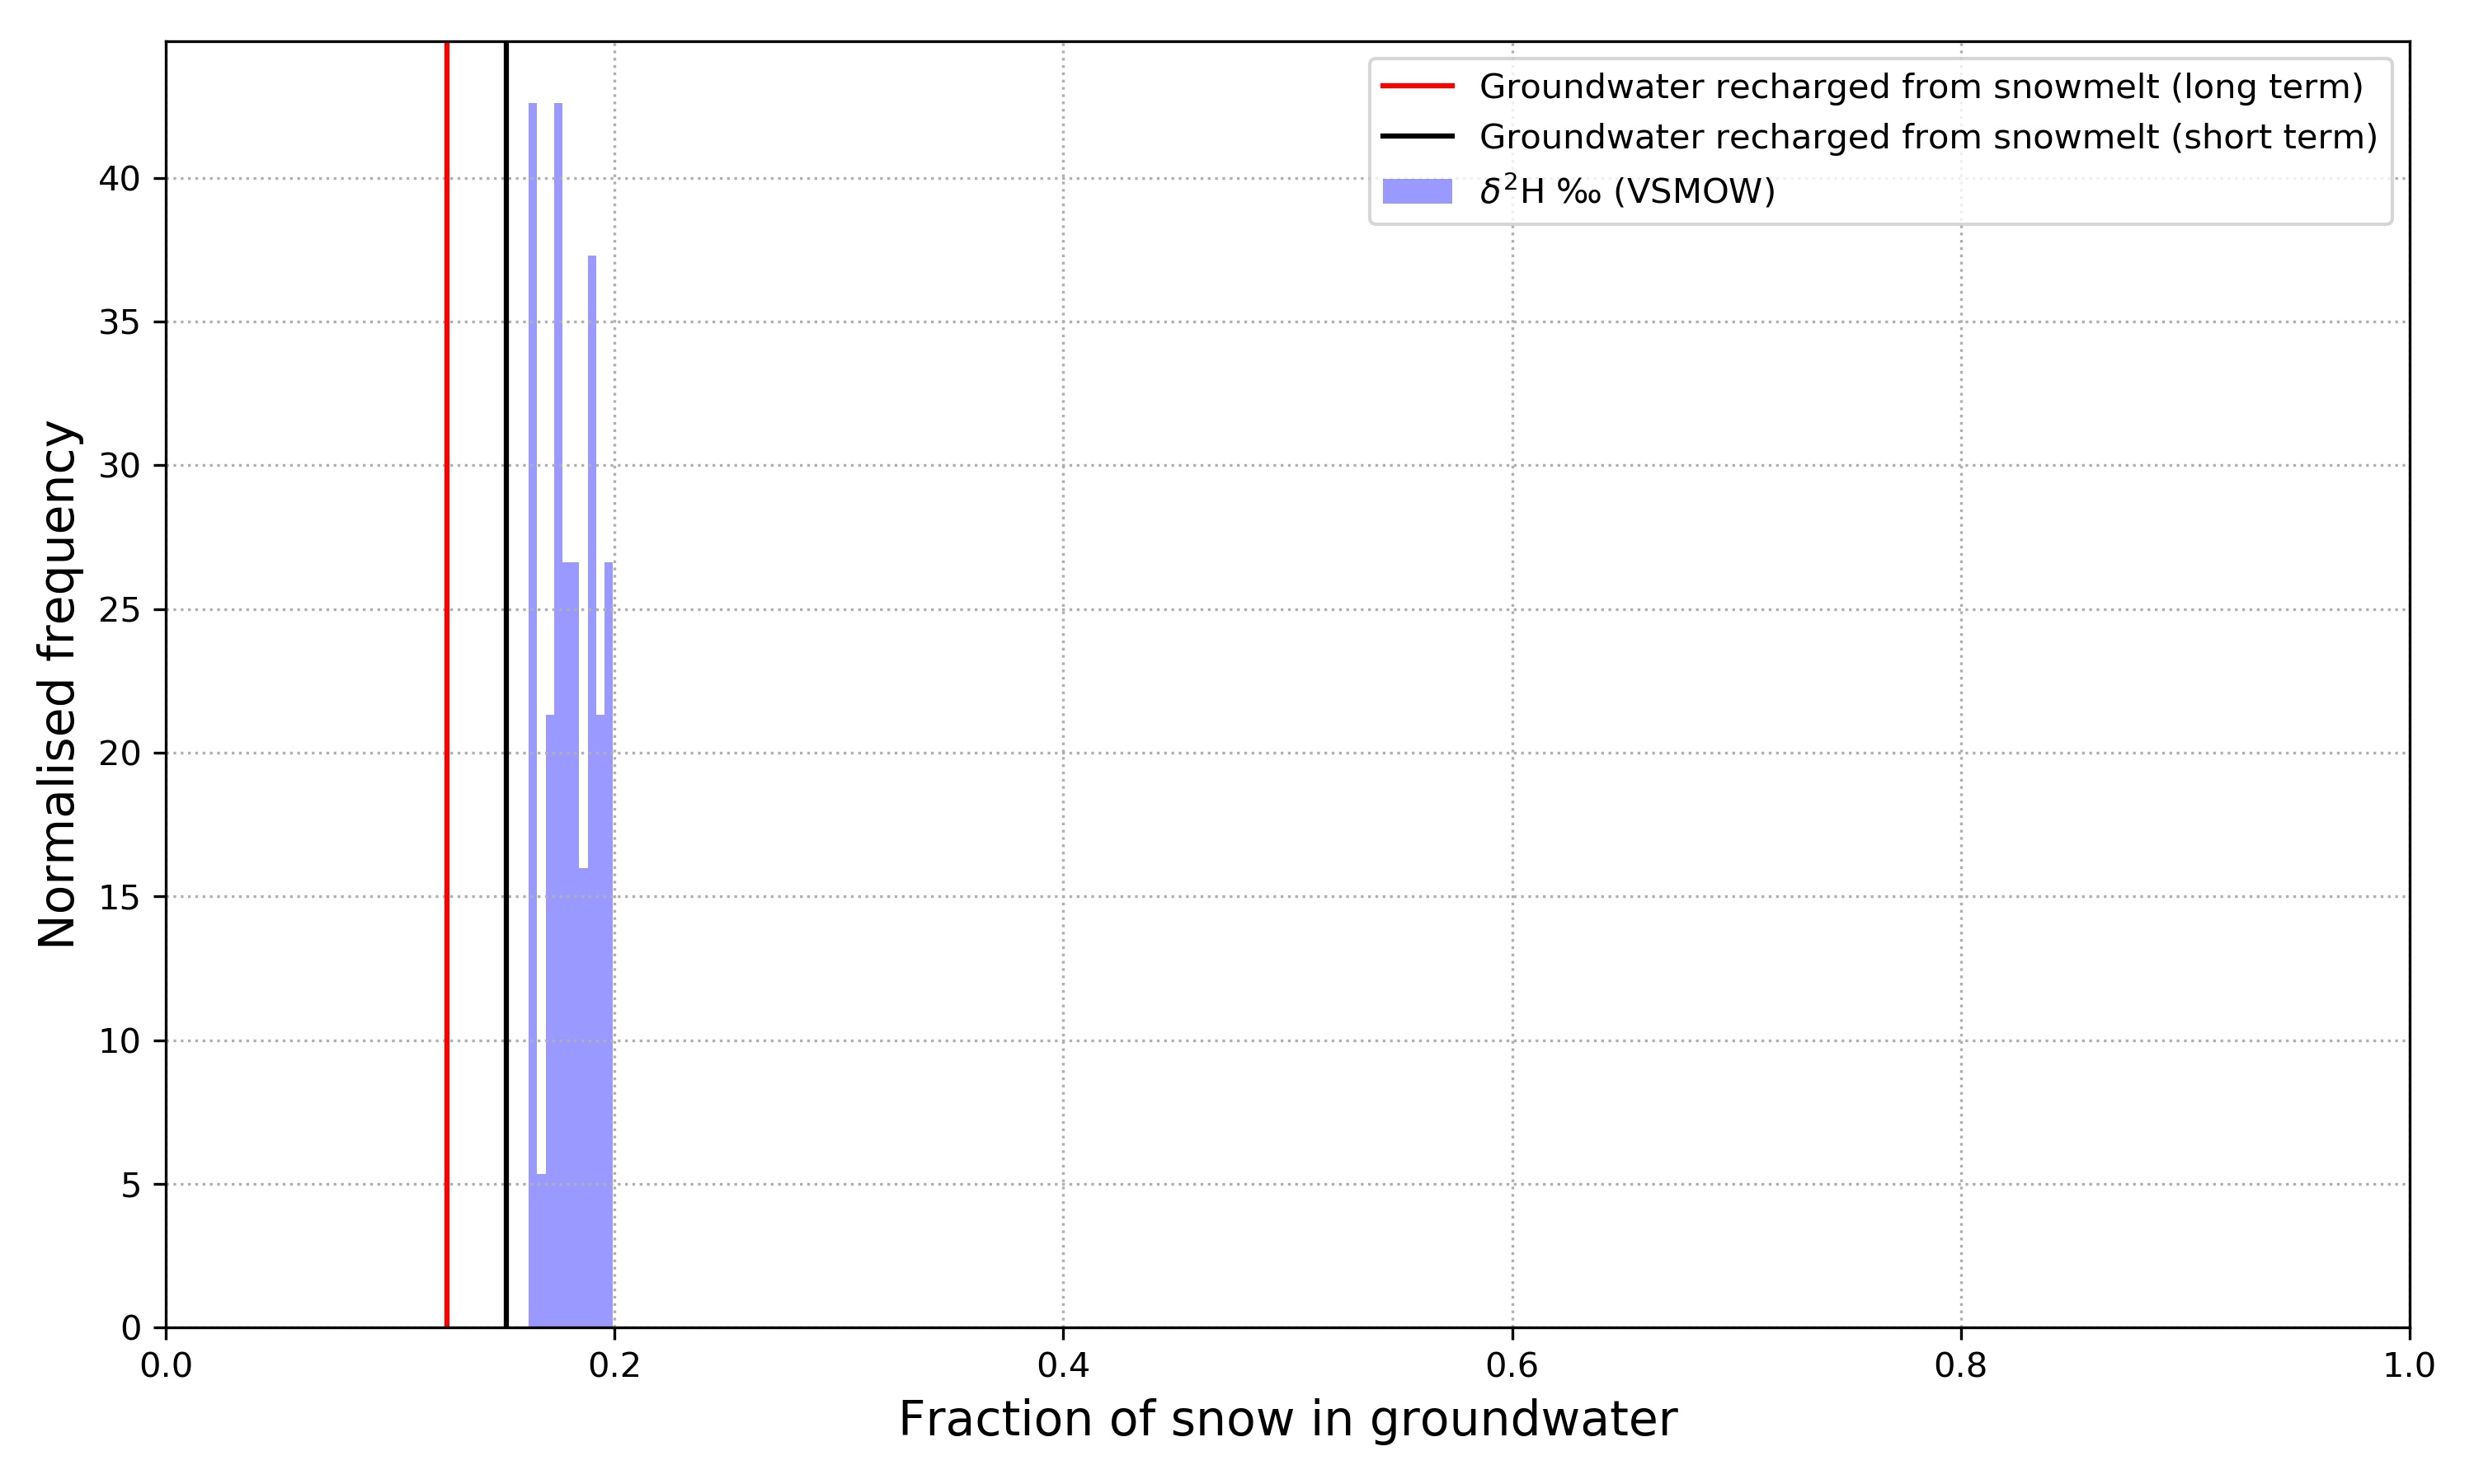 Groundwater recharged from snowmelt (long term)
Groundwater recharged from snowmelt (short term)
δ²H ‰ (VSMOW)
Normalised frequency
40
35
30
25
20
15
10
5
0
0.0 0.2 0.4 0.6 0.8 1.0
Fraction of snow in groundwater